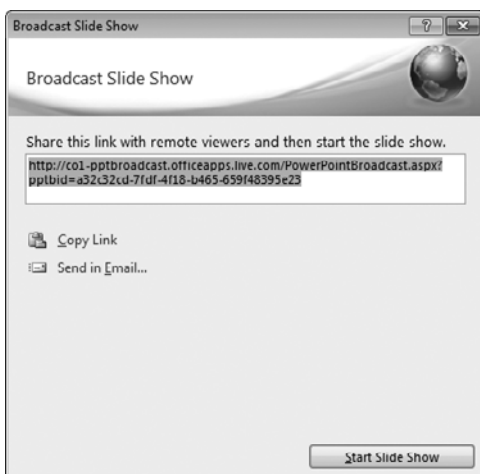 Broadcast Slide Show
Broadcast Slide Show
Share this link with remote viewers and then start the slide show.
http://co1-pptbroadcast.officeapps.live.com/PowerPointBroadcast.aspx?
pptbid=a32c32cd-7fdf-4f18-b465-659f48395e23
Copy Link
Send in Email...
Start Slide Show